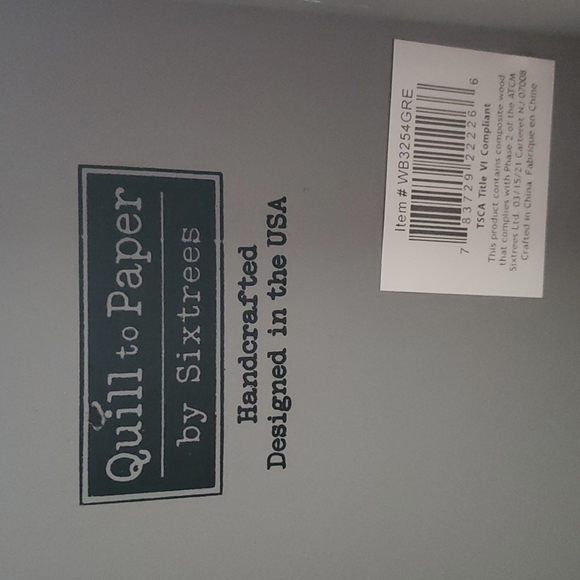 Quill to Paper
by Sixtrees
Handcrafted
Designed in the USA
Item # WB3254GRE
7 83729 22226 6
TSCA Title VI Compliant
This product contains composite wood
that complies with Phase 2 of the ATCM
Sixtrees Ltd. 03/15/21 Carteret NJ 07008
Crafted in China Fabrique en Chine